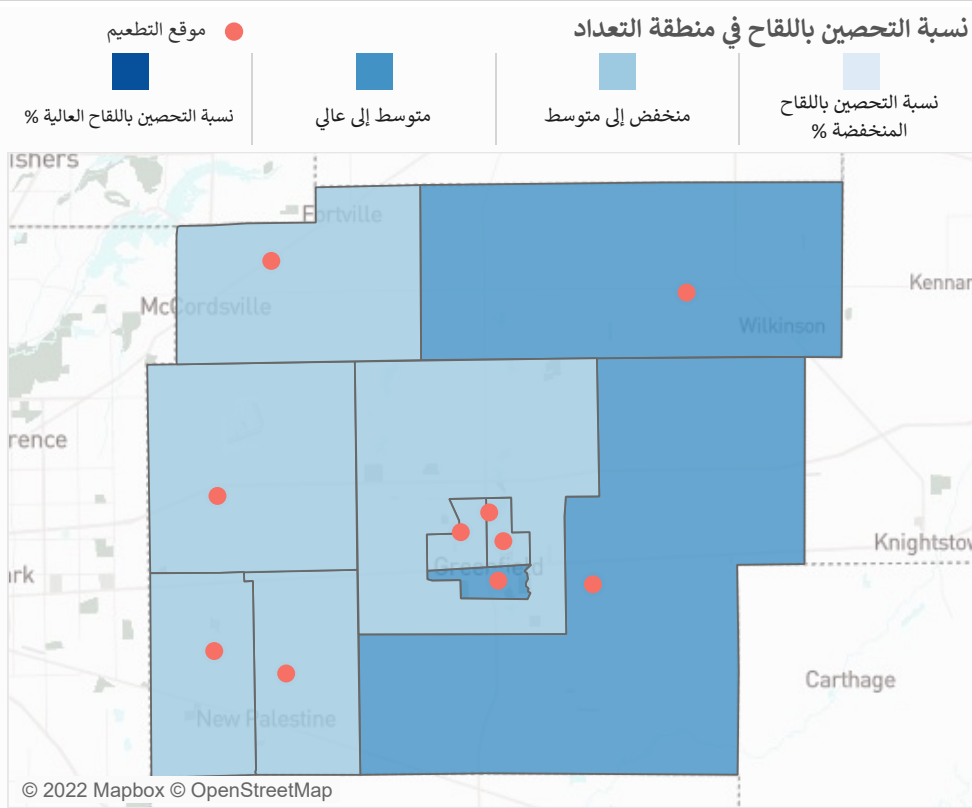 نسبة التحصين باللقاح في منطقة التعداد
موقع التطعيم
نسبة التحصين باللقاح
المنخفضة %
منخفض إلى متوسط
متوسط إلى عالي
نسبة التحصين باللقاح العالية %
ishers
Fortville
McCordsville
Kennar
Wilkinson
rence
Knightstow
Greenfield
ark
Carthage
New Palestine
© 2022 Mapbox © OpenStreetMap